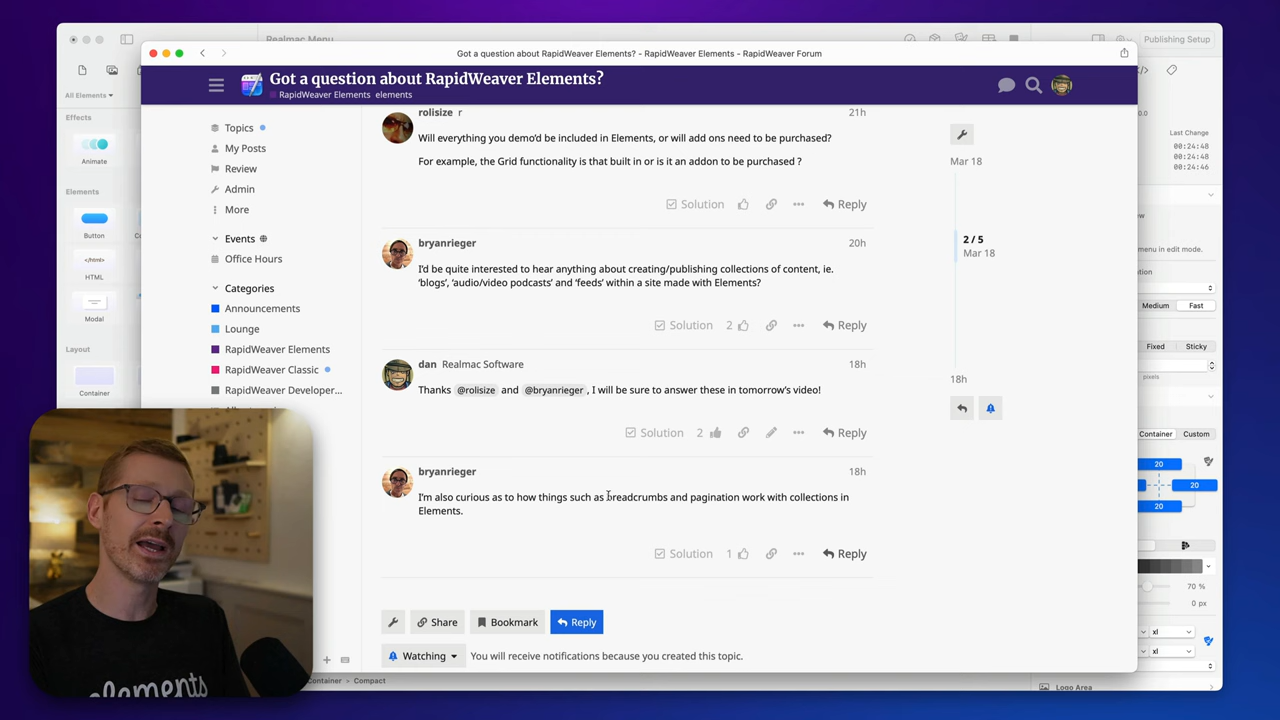 Realmac Menu
Publishing Setup
Got a question about RapidWeaver Elements? - RapidWeaver Elements - RapidWeaver Forum
Got a question about RapidWeaver Elements?
RapidWeaver Elements elements
All Elements
Effects
Animate
Elements
Button
HTML
Modal
Layout
Container
Topics
My Posts
Review
Admin
More
Events
Office Hours
Categories
Announcements
Lounge
RapidWeaver Elements
RapidWeaver Classic
RapidWeaver Developer...
rolisize r
21h
Will everything you demo'd be included in Elements, or will add ons need to be purchased?
For example, the Grid functionality is that built in or is it an addon to be purchased ?
Solution
Reply
bryanrieger
20h
I'd be quite interested to hear anything about creating/publishing collections of content, ie.
'blogs', 'audio/video podcasts' and 'feeds' within a site made with Elements?
Solution
2
Reply
dan Realmac Software
18h
Thanks @rolisize and @bryanrieger, I will be sure to answer these in tomorrow's video!
Solution
2
Reply
bryanrieger
18h
I'm also curious as to how things such as breadcrumbs and pagination work with collections in
Elements.
Solution
1
Reply
Share
Bookmark
Reply
Watching
You will receive notifications because you created this topic.
Mar 18
2 / 5
Mar 18
18h
Last Change
00:24:48
00:24:48
00:24:46
menu in edit mode.
Medium
Fast
Fixed
Sticky
pixels
Container
Custom
20
20
20
70 %
0 px
xl
xl
Container
Compact
Logo Area
elements